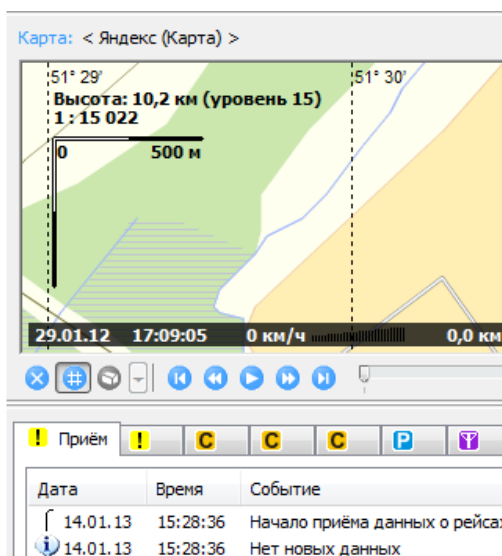 Карта: < Яндекс (Карта) >
51° 29' 51° 30'
Высота: 10,2 км (уровень 15)
1 : 15 022
0 500 м
29.01.12 17:09:05 0 км/ч 0,0 км
! Приём ! C C C P
Дата Время Событие
14.01.13 15:28:36 Начало приёма данных о рейсах
14.01.13 15:28:36 Нет новых данных